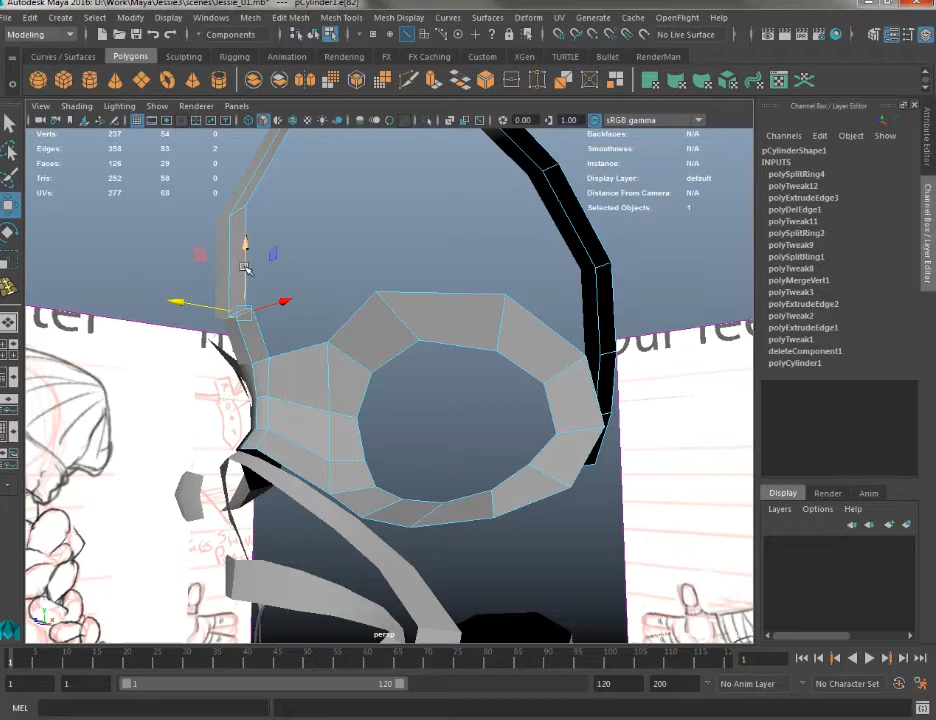 Autodesk Maya 2016: D:\Work\Maya\Jessie3\scenes\Jessie_01.mb* --- pCylinder1.e[82]
File Edit Create Select Modify Display Windows Mesh Edit Mesh Mesh Tools Mesh Display Curves Surfaces Deform UV Generate Cache OpenFlight Help
Modeling Components No Live Surface
Curves / Surfaces Polygons Sculpting Rigging Animation Rendering FX FX Caching Custom XGen TURTLE Bullet RenderMan
View Shading Lighting Show Renderer Panels
0.00 1.00 sRGB gamma
Verts: 237 54 0
Edges: 358 83 2
Faces: 126 29 0
Tris: 252 58 0
UVs: 277 68 0
Backfaces: N/A
Smoothness: N/A
Instance: N/A
Display Layer: default
Distance From Camera: N/A
Selected Objects: 1
persp
Channel Box / Layer Editor
Channels Edit Object Show
pCylinderShape1
INPUTS
polySplitRing4
polyTweak12
polyExtrudeEdge3
polyDelEdge1
polyTweak11
polySplitRing2
polyTweak9
polySplitRing1
polyTweak8
polyMergeVert1
polyTweak3
polyExtrudeEdge2
polyTweak2
polyExtrudeEdge1
polyTweak1
deleteComponent1
polyCylinder1
Attribute Editor
Channel Box / Layer Editor
Display Render Anim
Layers Options Help
5 10 15 20 25 30 35 40 45 50 55 60 65 70 75 80 85 90 95 100 105 110 115 12
1
1 1 1 120 120 200 No Anim Layer No Character Set
MEL